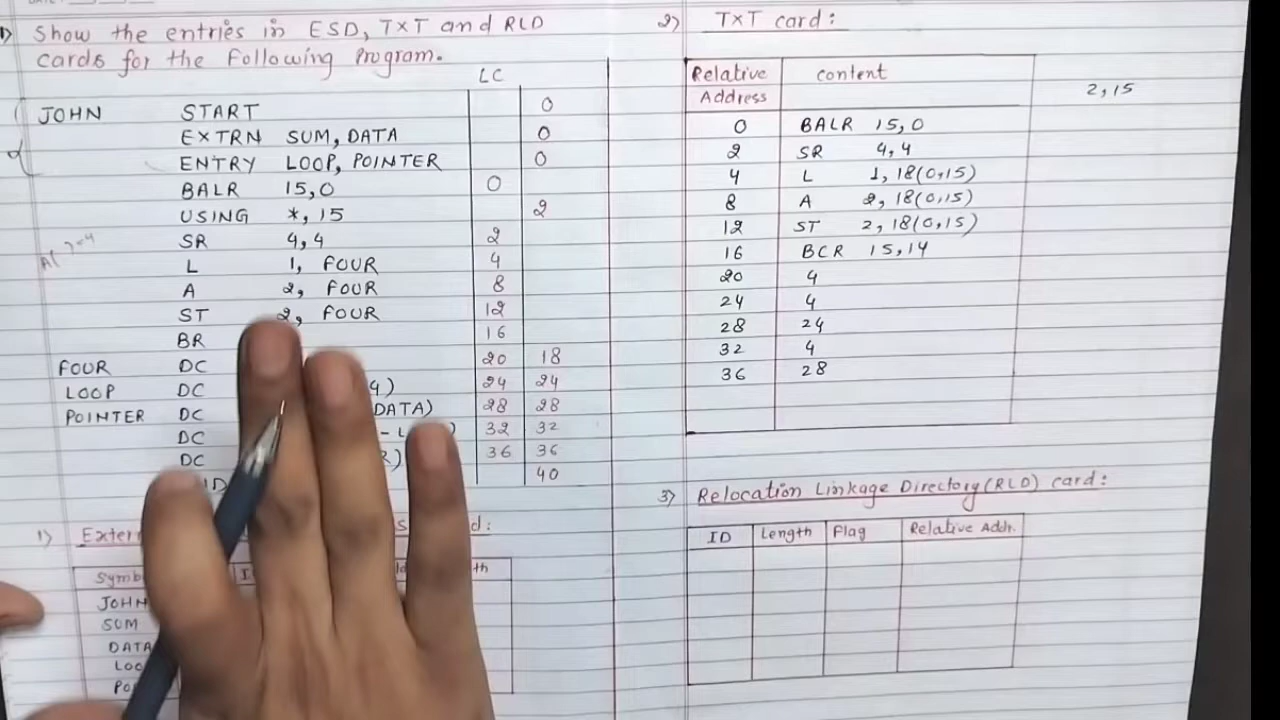 1) Show the entries in ESD, TXT and RLD
cards for the Following Program.
LC
JOHN START 0
EXTRN SUM, DATA 0
ENTRY LOOP, POINTER 0
BALR 15,0 0
USING *, 15 2
SR 4,4 2
L 1, FOUR 4
A 2, FOUR 8
ST 2, FOUR 12
BR 16
FOUR DC 20 18
LOOP DC 24 24
POINTER DC DATA) 28 28
DC 32 32
DC 36 36
40
1)
JOHN
SUM
DATA
2) TXT card:
Relative Address content
2,15
0 BALR 15,0
2 SR 4,4
4 L 1, 18(0,15)
8 A 2, 18(0,15)
12 ST 2, 18(0,15)
16 BCR 15,14
20 4
24 4
28 24
32 4
36 28
3) Relocation Linkage Directory(RLD) card:
ID Length Flag Relative Addr.